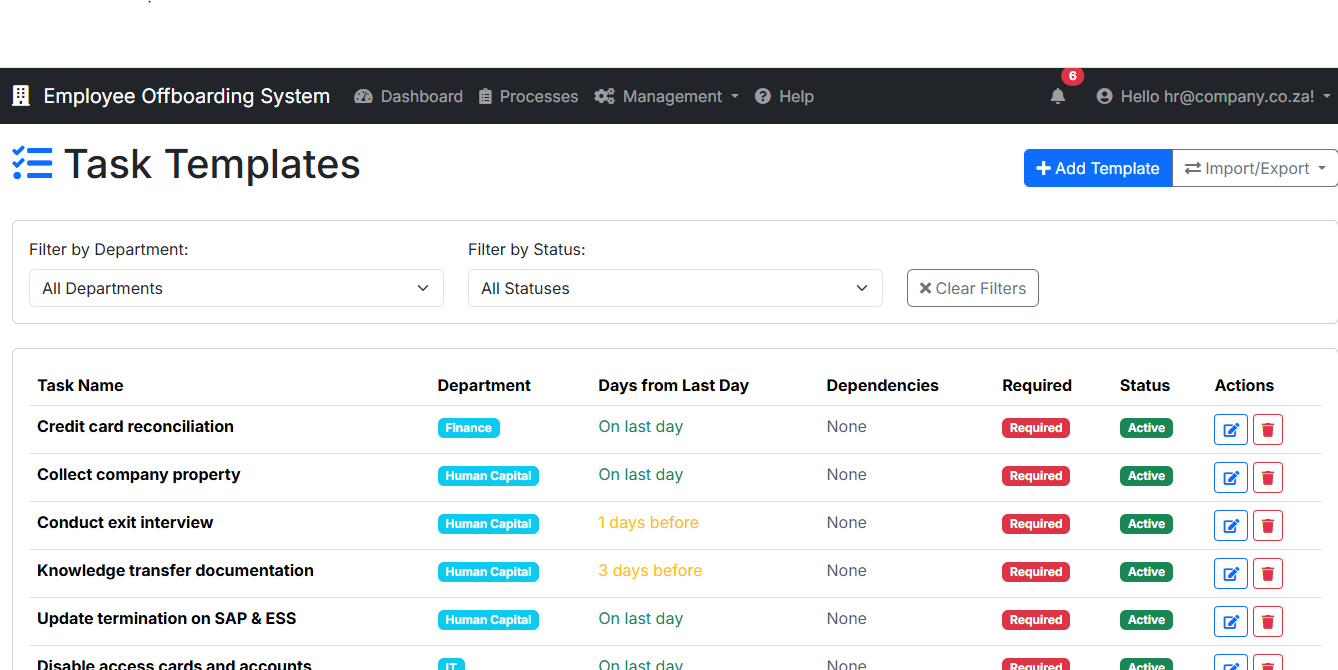 Employee Offboarding System Dashboard Processes Management Help 6 Hello hr@company.co.za!
Task Templates
Add Template Import/Export
Filter by Department: Filter by Status:
All Departments All Statuses Clear Filters
Task Name Department Days from Last Day Dependencies Required Status Actions
Credit card reconciliation Finance On last day None Required Active
Collect company property Human Capital On last day None Required Active
Conduct exit interview Human Capital 1 days before None Required Active
Knowledge transfer documentation Human Capital 3 days before None Required Active
Update termination on SAP & ESS Human Capital On last day None Required Active
Disable access cards and accounts IT On last day None Required Active